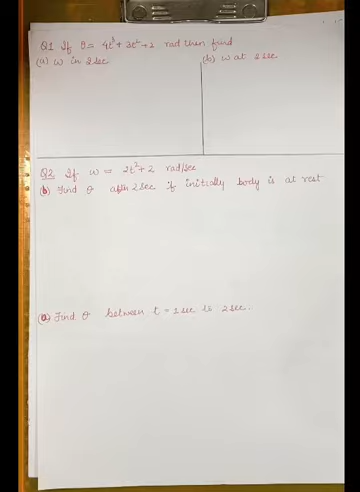 Q1 If θ = 4t³ + 3t² + 2 rad then find
(a) ω in 2 sec
(b) ω at 2 sec
Q2 If ω = 2t² + 2 rad/sec
(b) Find θ after 2 sec if initially body is at rest
(a) Find θ between t = 1 sec to 2 sec.